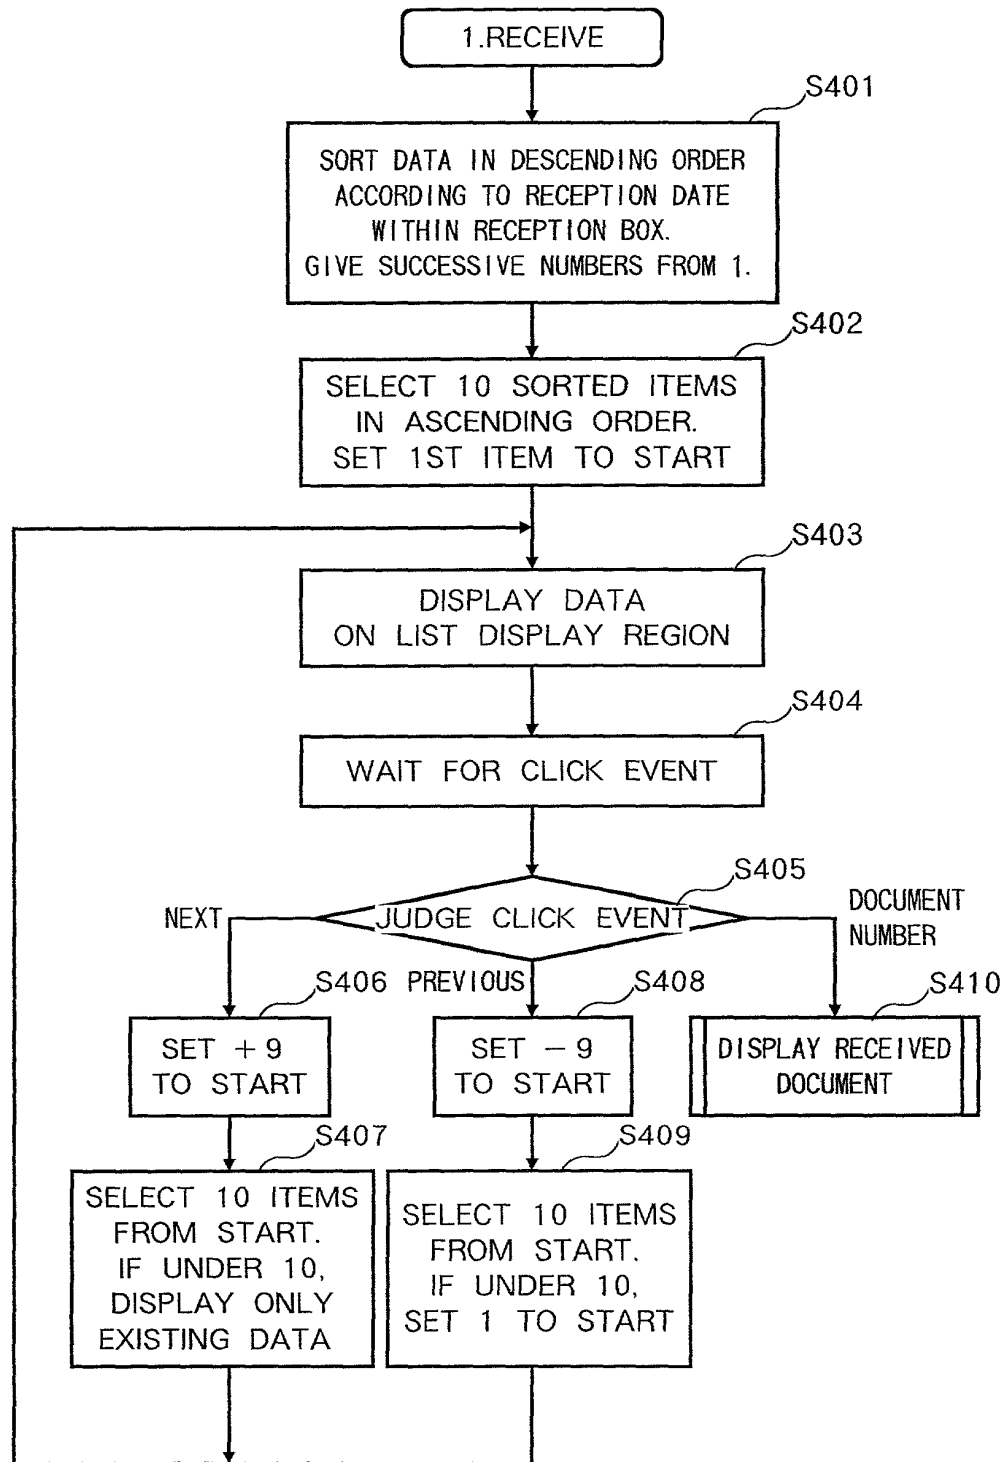 1.RECEIVE
S401
SORT DATA IN DESCENDING ORDER
ACCORDING TO RECEPTION DATE
WITHIN RECEPTION BOX.
GIVE SUCCESSIVE NUMBERS FROM 1.
S402
SELECT 10 SORTED ITEMS
IN ASCENDING ORDER.
SET 1ST ITEM TO START
S403
DISPLAY DATA
ON LIST DISPLAY REGION
S404
WAIT FOR CLICK EVENT
S405
JUDGE CLICK EVENT
NEXT
PREVIOUS
DOCUMENT
NUMBER
S406
SET + 9
TO START
S408
SET - 9
TO START
S410
DISPLAY RECEIVED
DOCUMENT
S407
SELECT 10 ITEMS
FROM START.
IF UNDER 10,
DISPLAY ONLY
EXISTING DATA
S409
SELECT 10 ITEMS
FROM START.
IF UNDER 10,
SET 1 TO START